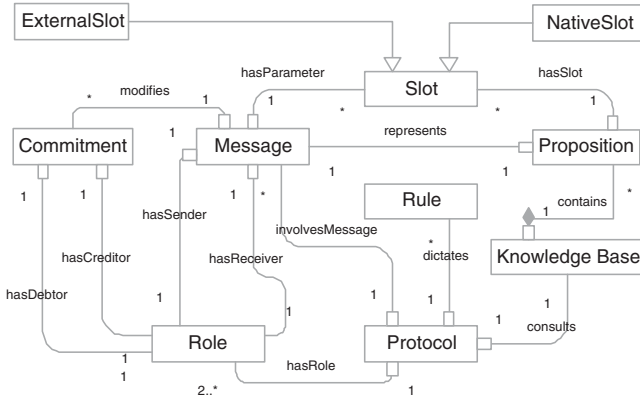 ExternalSlot
NativeSlot
hasParameter
hasSlot
Slot
* modifies 1
1 * * 1
1
represents
Commitment
Message
Proposition
1 1
1 1 1 * contains *
Rule
1
hasSender
involvesMessage
*
dictates
Knowledge Base
hasCreditor
hasReceiver
hasDebtor
1 1 1 1 1 1
consults
Role
Protocol
1
1
hasRole
2..* 1